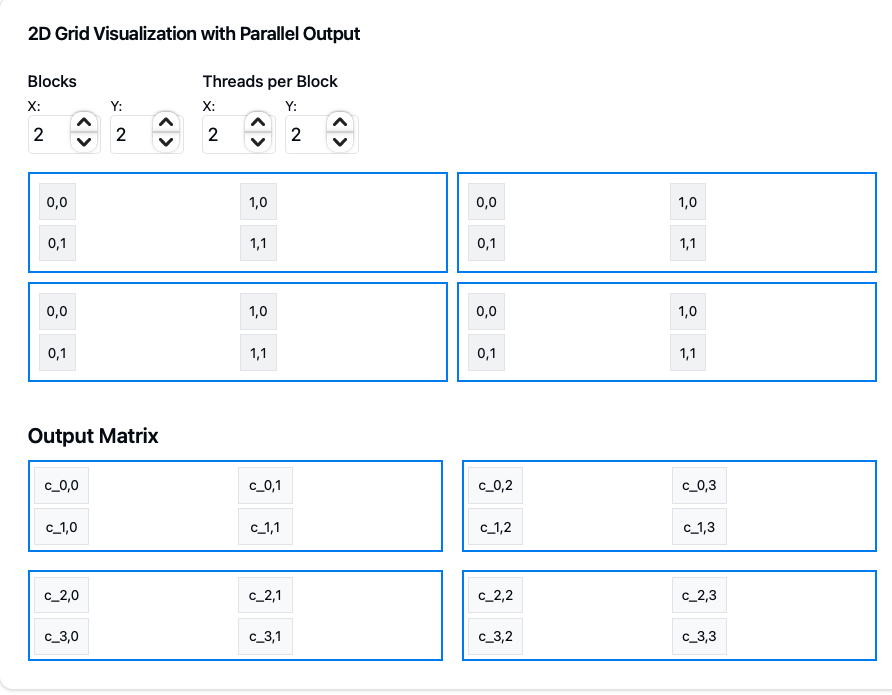 2D Grid Visualization with Parallel Output
Blocks Threads per Block
X: Y: X: Y:
2 2 2 2
0,0 1,0 0,0 1,0
0,1 1,1 0,1 1,1
0,0 1,0 0,0 1,0
0,1 1,1 0,1 1,1
Output Matrix
c_0,0 c_0,1 c_0,2 c_0,3
c_1,0 c_1,1 c_1,2 c_1,3
c_2,0 c_2,1 c_2,2 c_2,3
c_3,0 c_3,1 c_3,2 c_3,3